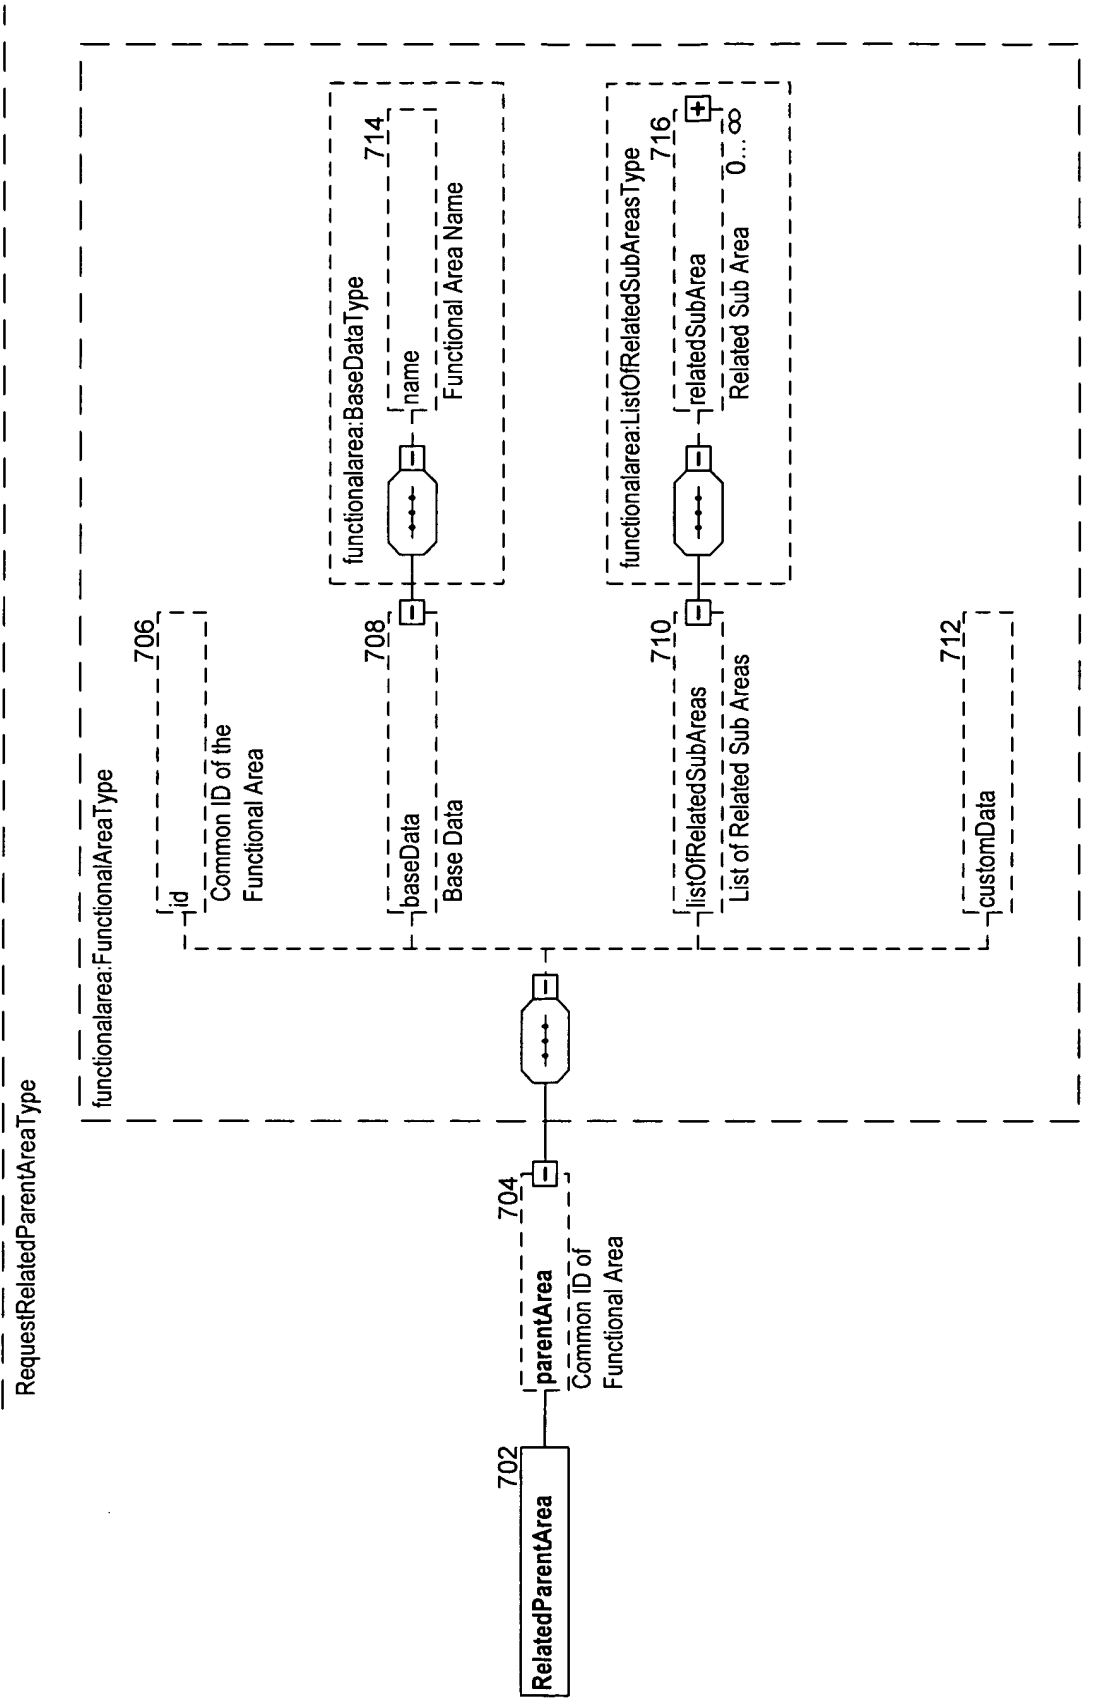 RequestRelatedParentAreaType
functionalarea:FunctionalAreaType
702
RelatedParentArea
704
parentArea
Common ID of
Functional Area
706
id
Common ID of the
Functional Area
708
baseData
Base Data
functionalarea:BaseDataType
714
name
Functional Area Name
710
listOfRelatedSubAreas
List of Related Sub Areas
functionalarea:ListOfRelatedSubAreasType
716
relatedSubArea
0...∞
Related Sub Area
712
customData